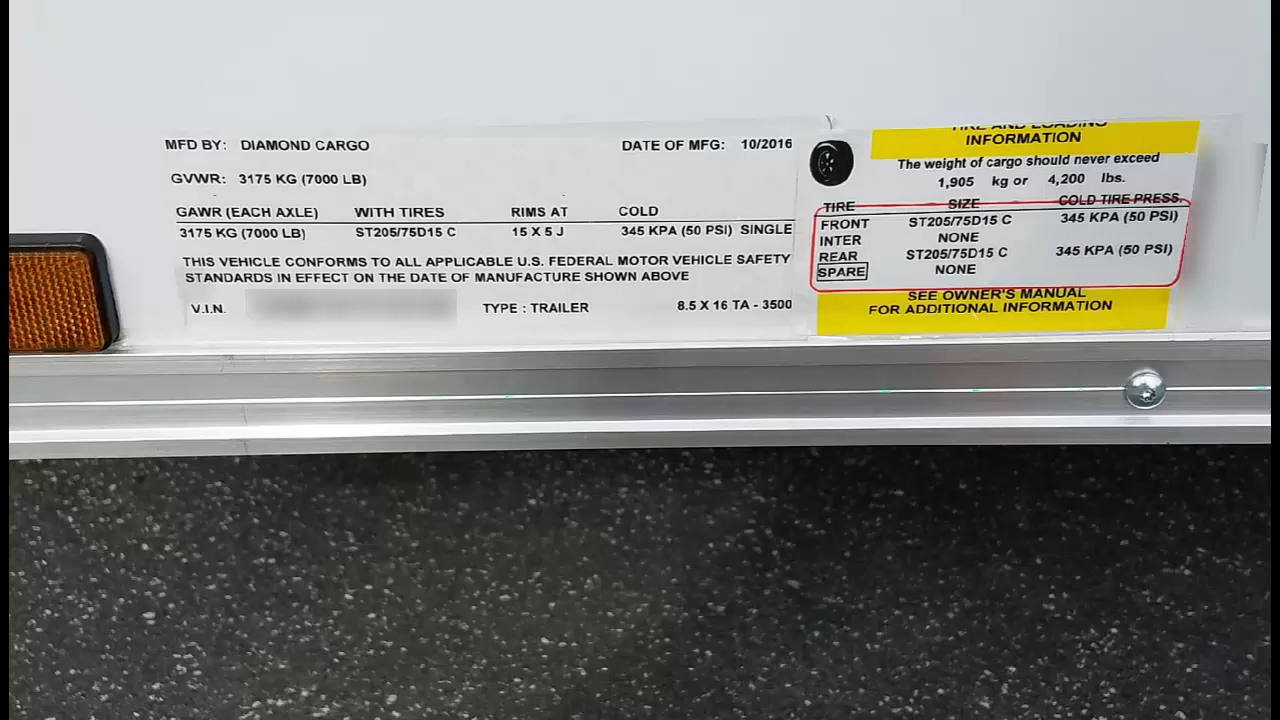 MFD BY: DIAMOND CARGO DATE OF MFG: 10/2016
GVWR: 3175 KG (7000 LB)
GAWR (EACH AXLE) WITH TIRES RIMS AT COLD
3175 KG (7000 LB) ST205/75D15 C 15 X 5 J 345 KPA (50 PSI) SINGLE
THIS VEHICLE CONFORMS TO ALL APPLICABLE U.S. FEDERAL MOTOR VEHICLE SAFETY
STANDARDS IN EFFECT ON THE DATE OF MANUFACTURE SHOWN ABOVE
V.I.N. TYPE : TRAILER 8.5 X 16 TA - 3500
TIRE AND LOADING
INFORMATION
The weight of cargo should never exceed
1,905 kg or 4,200 lbs.
TIRE SIZE COLD TIRE PRESS.
FRONT ST205/75D15 C 345 KPA (50 PSI)
INTER NONE
REAR ST205/75D15 C 345 KPA (50 PSI)
SPARE NONE
SEE OWNER'S MANUAL
FOR ADDITIONAL INFORMATION